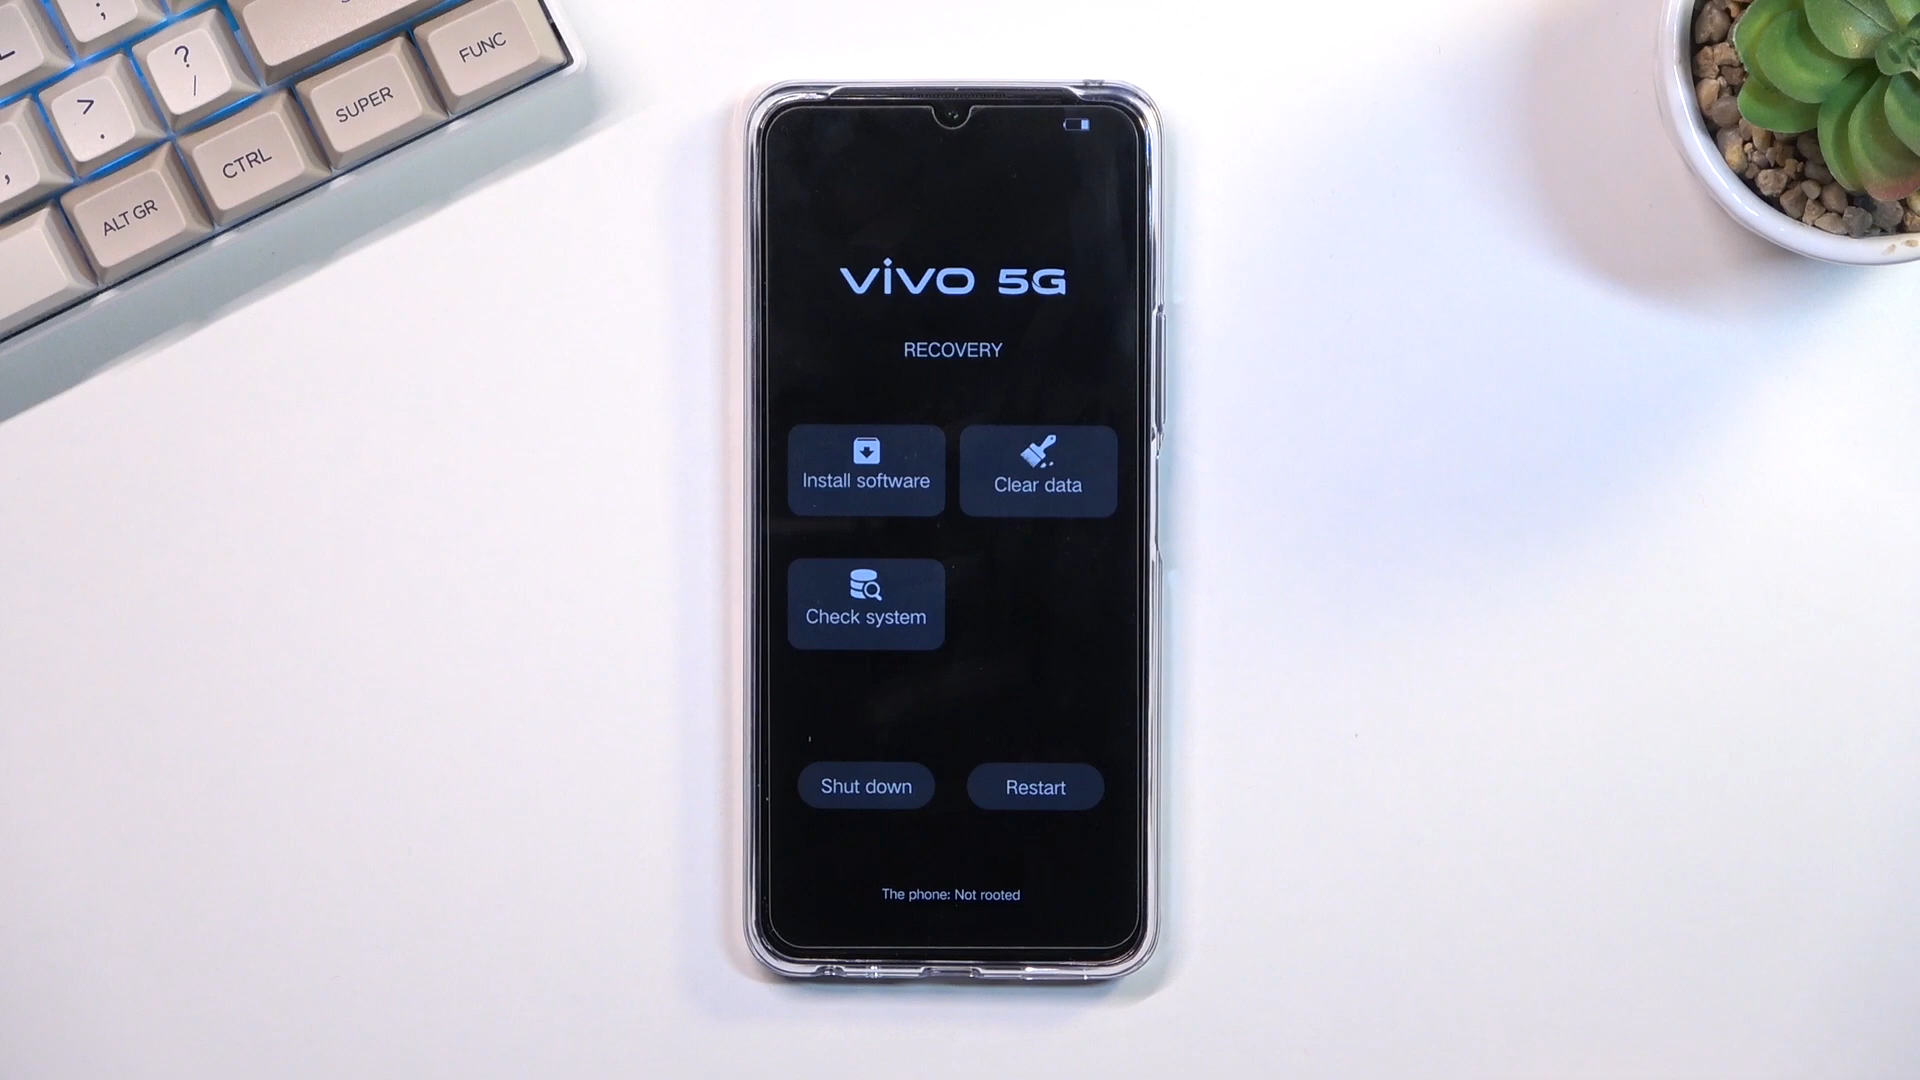 ?
/
>
.
;
,
FUNC
SUPER
CTRL
ALT GR
vivo 5G
RECOVERY
Install software
Clear data
Check system
Shut down
Restart
The phone: Not rooted